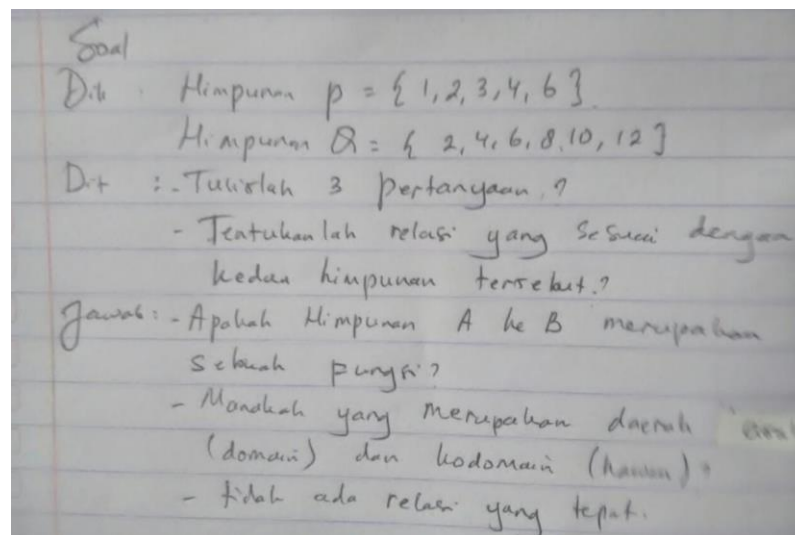 Soal
Dik : Himpunan p = { 1, 2, 3, 4, 6 }.
Himpunan Q = { 2, 4, 6, 8, 10, 12 }
Dit : - Tulislah 3 pertanyaan ?
- Tentukanlah relasi yang sesuai dengan
kedua himpunan tersebut ?
Jawab : - Apakah Himpunan A ke B merupakan
sebuah pungsi ?
- Manakah yang merupakan daerah
(domain) dan kodomain (kawan) ?
- tidak ada relasi yang tepat.